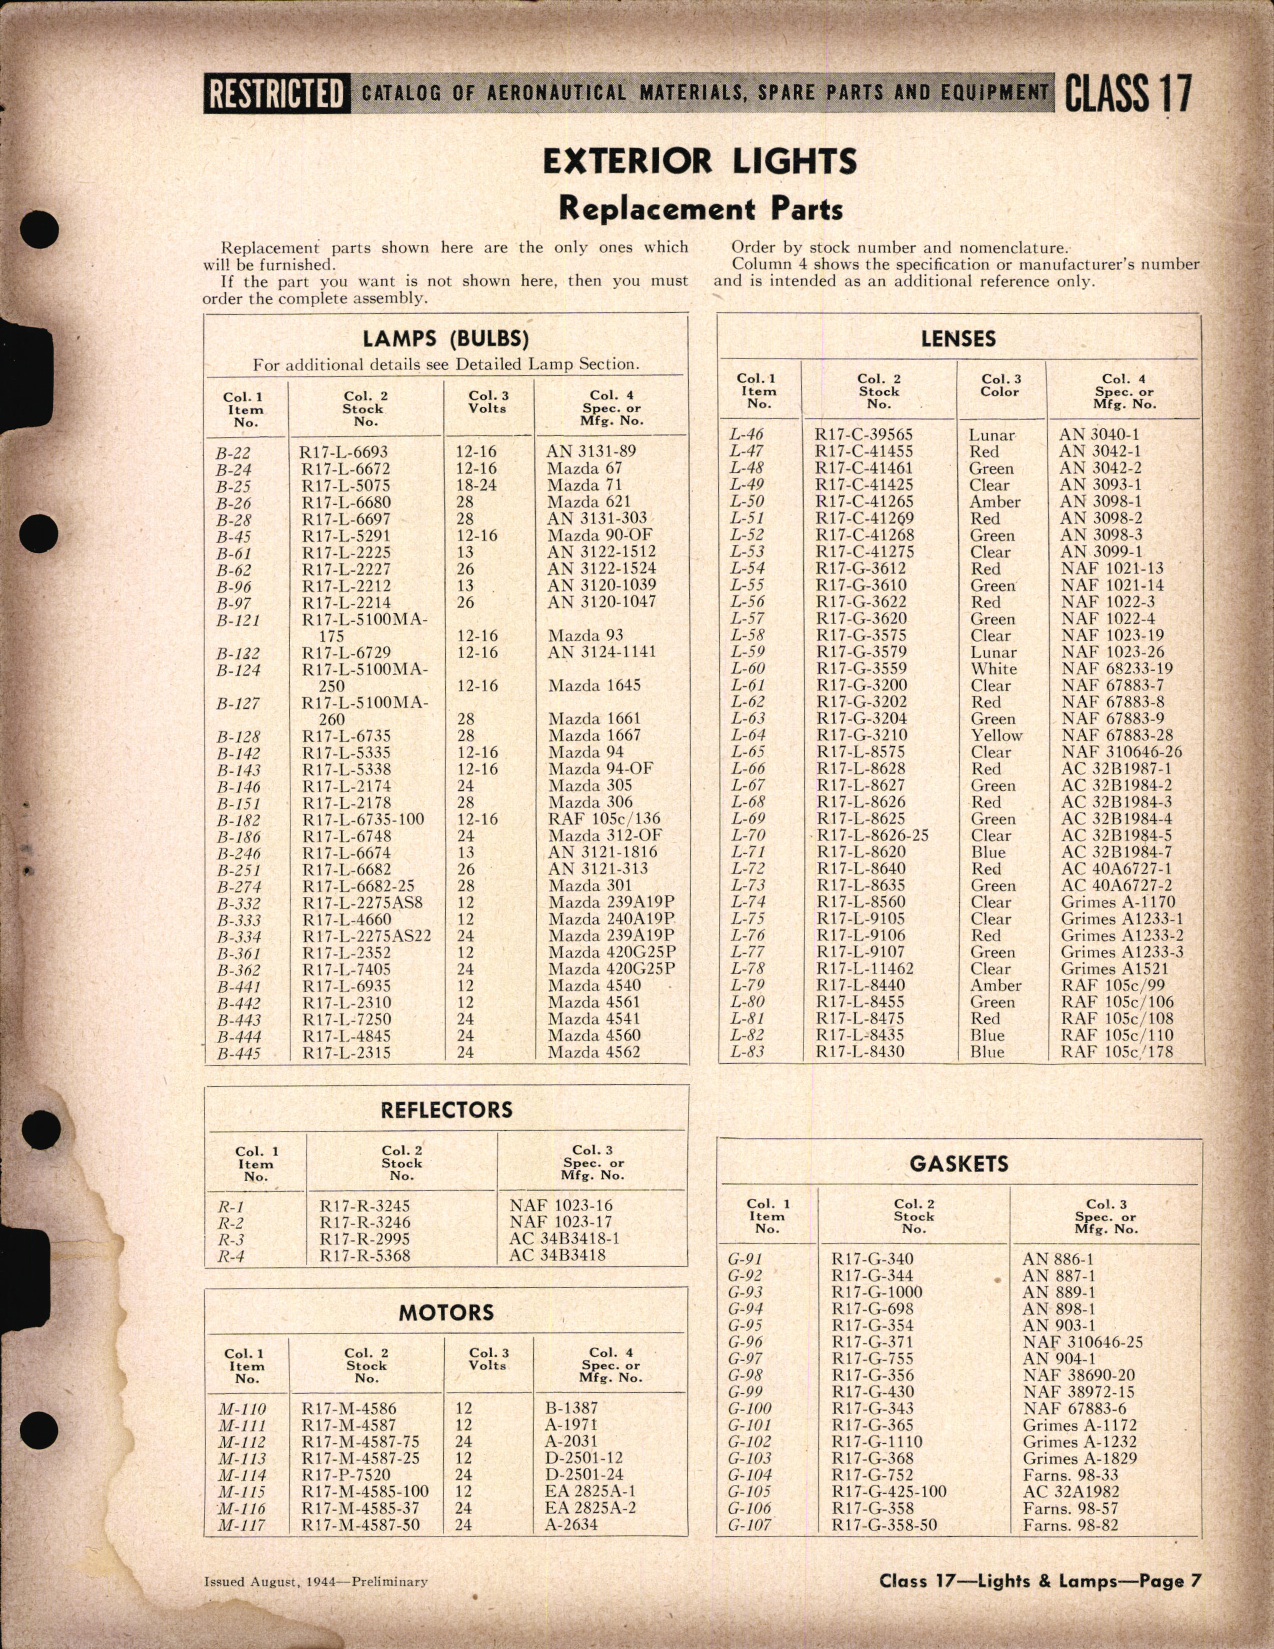 RESTRICTED CATALOG OF AERONAUTICAL MATERIALS, SPARE PARTS AND EQUIPMENT CLASS 17
EXTERIOR LIGHTS
Replacement Parts
Replacement parts shown here are the only ones which
will be furnished.
If the part you want is not shown here, then you must
order the complete assembly.
Order by stock number and nomenclature.
Column 4 shows the specification or manufacturer's number
and is intended as an additional reference only.
LAMPS (BULBS)
For additional details see Detailed Lamp Section.
Col. 1 Col. 2 Col. 3 Col. 4
Item Stock Volts Spec. or
No. No. Mfg. No.
B-22 R17-L-6693 12-16 AN 3131-89
B-24 R17-L-6672 12-16 Mazda 67
B-25 R17-L-5075 18-24 Mazda 71
B-26 R17-L-6680 28 Mazda 621
B-28 R17-L-6697 28 AN 3131-303
B-45 R17-L-5291 12-16 Mazda 90-OF
B-61 R17-L-2225 13 AN 3122-1512
B-62 R17-L-2227 26 AN 3122-1524
B-96 R17-L-2212 13 AN 3120-1039
B-97 R17-L-2214 26 AN 3120-1047
B-121 R17-L-5100MA-
175 12-16 Mazda 93
B-122 R17-L-6729 12-16 AN 3124-1141
B-124 R17-L-5100MA-
250 12-16 Mazda 1645
B-127 R17-L-5100MA-
260 28 Mazda 1661
B-128 R17-L-6735 28 Mazda 1667
B-142 R17-L-5335 12-16 Mazda 94
B-143 R17-L-5338 12-16 Mazda 94-OF
B-146 R17-L-2174 24 Mazda 305
B-151 R17-L-2178 28 Mazda 306
B-182 R17-L-6735-100 12-16 RAF 105c/136
B-186 R17-L-6748 24 Mazda 312-OF
B-246 R17-L-6674 13 AN 3121-1816
B-251 R17-L-6682 26 AN 3121-313
B-274 R17-L-6682-25 28 Mazda 301
B-332 R17-L-2275AS8 12 Mazda 239A19P
B-333 R17-L-4660 12 Mazda 240A19P
B-334 R17-L-2275AS22 24 Mazda 239A19P
B-361 R17-L-2352 12 Mazda 420G25P
B-362 R17-L-7405 24 Mazda 420G25P
B-441 R17-L-6935 12 Mazda 4540
B-442 R17-L-2310 12 Mazda 4561
B-443 R17-L-7250 24 Mazda 4541
B-444 R17-L-4845 24 Mazda 4560
B-445 R17-L-2315 24 Mazda 4562
REFLECTORS
Col. 1 Col. 2 Col. 3
Item Stock Spec. or
No. No. Mfg. No.
R-1 R17-R-3245 NAF 1023-16
R-2 R17-R-3246 NAF 1023-17
R-3 R17-R-2995 AC 34B3418-1
R-4 R17-R-5368 AC 34B3418
MOTORS
Col. 1 Col. 2 Col. 3 Col. 4
Item Stock Volts Spec. or
No. No. Mfg. No.
M-110 R17-M-4586 12 B-1387
M-111 R17-M-4587 12 A-1971
M-112 R17-M-4587-75 24 A-2031
M-113 R17-M-4587-25 12 D-2501-12
M-114 R17-P-7520 24 D-2501-24
M-115 R17-M-4585-100 12 EA 2825A-1
M-116 R17-M-4585-37 24 EA 2825A-2
M-117 R17-M-4587-50 24 A-2634
LENSES
Col. 1 Col. 2 Col. 3 Col. 4
Item Stock Color Spec. or
No. No. Mfg. No.
L-46 R17-C-39565 Lunar AN 3040-1
L-47 R17-C-41455 Red AN 3042-1
L-48 R17-C-41461 Green AN 3042-2
L-49 R17-C-41425 Clear AN 3093-1
L-50 R17-C-41265 Amber AN 3098-1
L-51 R17-C-41269 Red AN 3098-2
L-52 R17-C-41268 Green AN 3098-3
L-53 R17-C-41275 Clear AN 3099-1
L-54 R17-G-3612 Red NAF 1021-13
L-55 R17-G-3610 Green NAF 1021-14
L-56 R17-G-3622 Red NAF 1022-3
L-57 R17-G-3620 Green NAF 1022-4
L-58 R17-G-3575 Clear NAF 1023-19
L-59 R17-G-3579 Lunar NAF 1023-26
L-60 R17-G-3559 White NAF 68233-19
L-61 R17-G-3200 Clear NAF 67883-7
L-62 R17-G-3202 Red NAF 67883-8
L-63 R17-G-3204 Green NAF 67883-9
L-64 R17-G-3210 Yellow NAF 67883-28
L-65 R17-L-8575 Clear NAF 310646-26
L-66 R17-L-8628 Red AC 32B1987-1
L-67 R17-L-8627 Green AC 32B1984-2
L-68 R17-L-8626 Red AC 32B1984-3
L-69 R17-L-8625 Green AC 32B1984-4
L-70 R17-L-8626-25 Clear AC 32B1984-5
L-71 R17-L-8620 Blue AC 32B1984-7
L-72 R17-L-8640 Red AC 40A6727-1
L-73 R17-L-8635 Green AC 40A6727-2
L-74 R17-L-8560 Clear Grimes A-1170
L-75 R17-L-9105 Clear Grimes A1233-1
L-76 R17-L-9106 Red Grimes A1233-2
L-77 R17-L-9107 Green Grimes A1233-3
L-78 R17-L-11462 Clear Grimes A1521
L-79 R17-L-8440 Amber RAF 105c/99
L-80 R17-L-8455 Green RAF 105c/106
L-81 R17-L-8475 Red RAF 105c/108
L-82 R17-L-8435 Blue RAF 105c/110
L-83 R17-L-8430 Blue RAF 105c/178
GASKETS
Col. 1 Col. 2 Col. 3
Item Stock Spec. or
No. No. Mfg. No.
G-91 R17-G-340 AN 886-1
G-92 R17-G-344 AN 887-1
G-93 R17-G-1000 AN 889-1
G-94 R17-G-698 AN 898-1
G-95 R17-G-354 AN 903-1
G-96 R17-G-371 NAF 310646-25
G-97 R17-G-755 AN 904-1
G-98 R17-G-356 NAF 38690-20
G-99 R17-G-430 NAF 38972-15
G-100 R17-G-343 NAF 67883-6
G-101 R17-G-365 Grimes A-1172
G-102 R17-G-1110 Grimes A-1232
G-103 R17-G-368 Grimes A-1829
G-104 R17-G-752 Farns. 98-33
G-105 R17-G-425-100 AC 32A1982
G-106 R17-G-358 Farns. 98-57
G-107 R17-G-358-50 Farns. 98-82
Issued August, 1944—Preliminary
Class 17—Lights & Lamps—Page 7